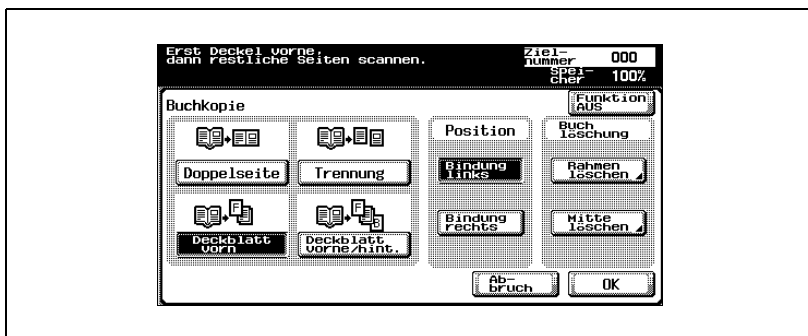 Erst Deckel vorne,
dann restliche Seiten scannen.
Ziel-
nummer 000
Spei-
cher 100%
BuchKopie
Funktion
AUS
Doppelseite
Trennung
Deckblatt
vorn
Deckblatt
vorne/hint.
Position
Bindung
links
Bindung
rechts
Buch
löschung
Rahmen
löschen
Mitte
löschen
Ab-
bruch
OK
F
F
B